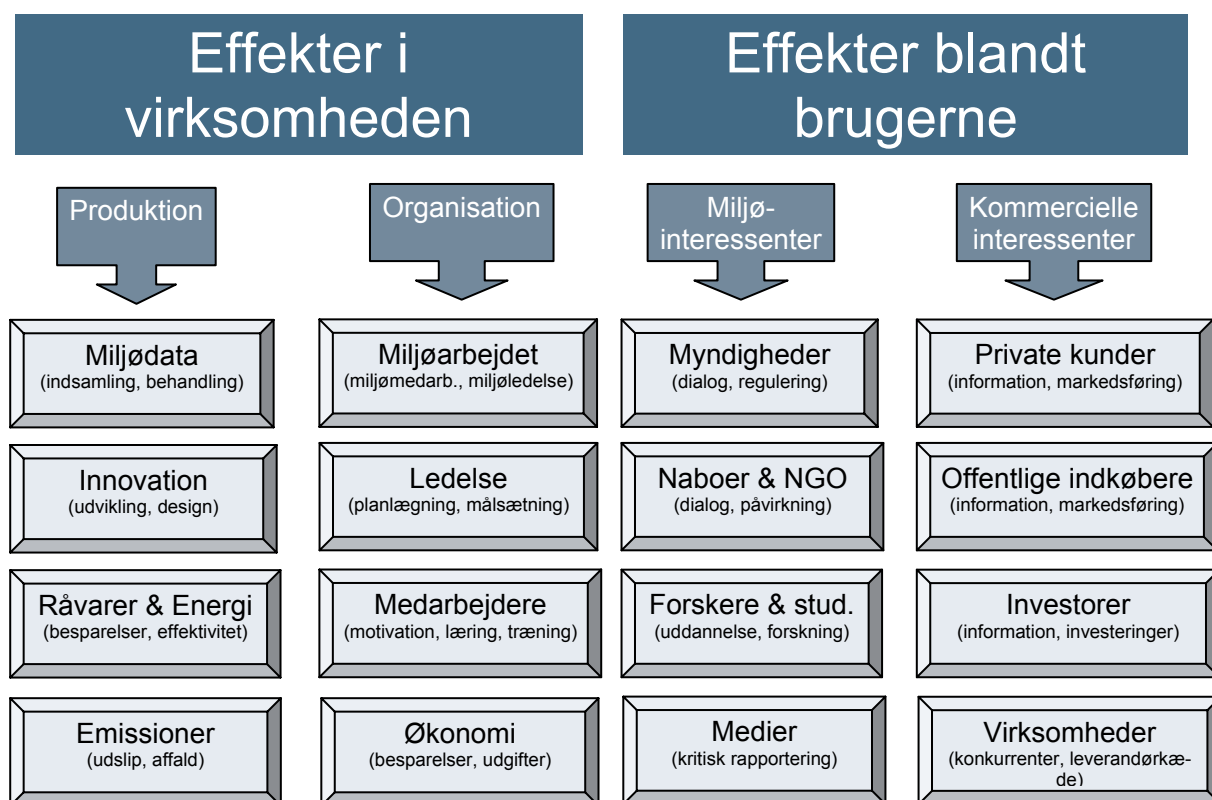 Effekter i
virksomheden
Effekter blandt
brugerne
Produktion
Organisation
Miljø-
interessenter
Kommercielle
interessenter
Miljødata
(indsamling, behandling)
Miljøarbejdet
(miljømedarb., miljøledelse)
Myndigheder
(dialog, regulering)
Private kunder
(information, markedsføring)
Innovation
(udvikling, design)
Ledelse
(planlægning, målsætning)
Naboer & NGO
(dialog, påvirkning)
Offentlige indkøbere
(information, markedsføring)
Råvarer & Energi
(besparelser, effektivitet)
Medarbejdere
(motivation, læring, træning)
Forskere & stud.
(uddannelse, forskning)
Investorer
(information, investeringer)
Emissioner
(udslip, affald)
Økonomi
(besparelser, udgifter)
Medier
(kritisk rapportering)
Virksomheder
(konkurrenter, leverandørkæ-
de)